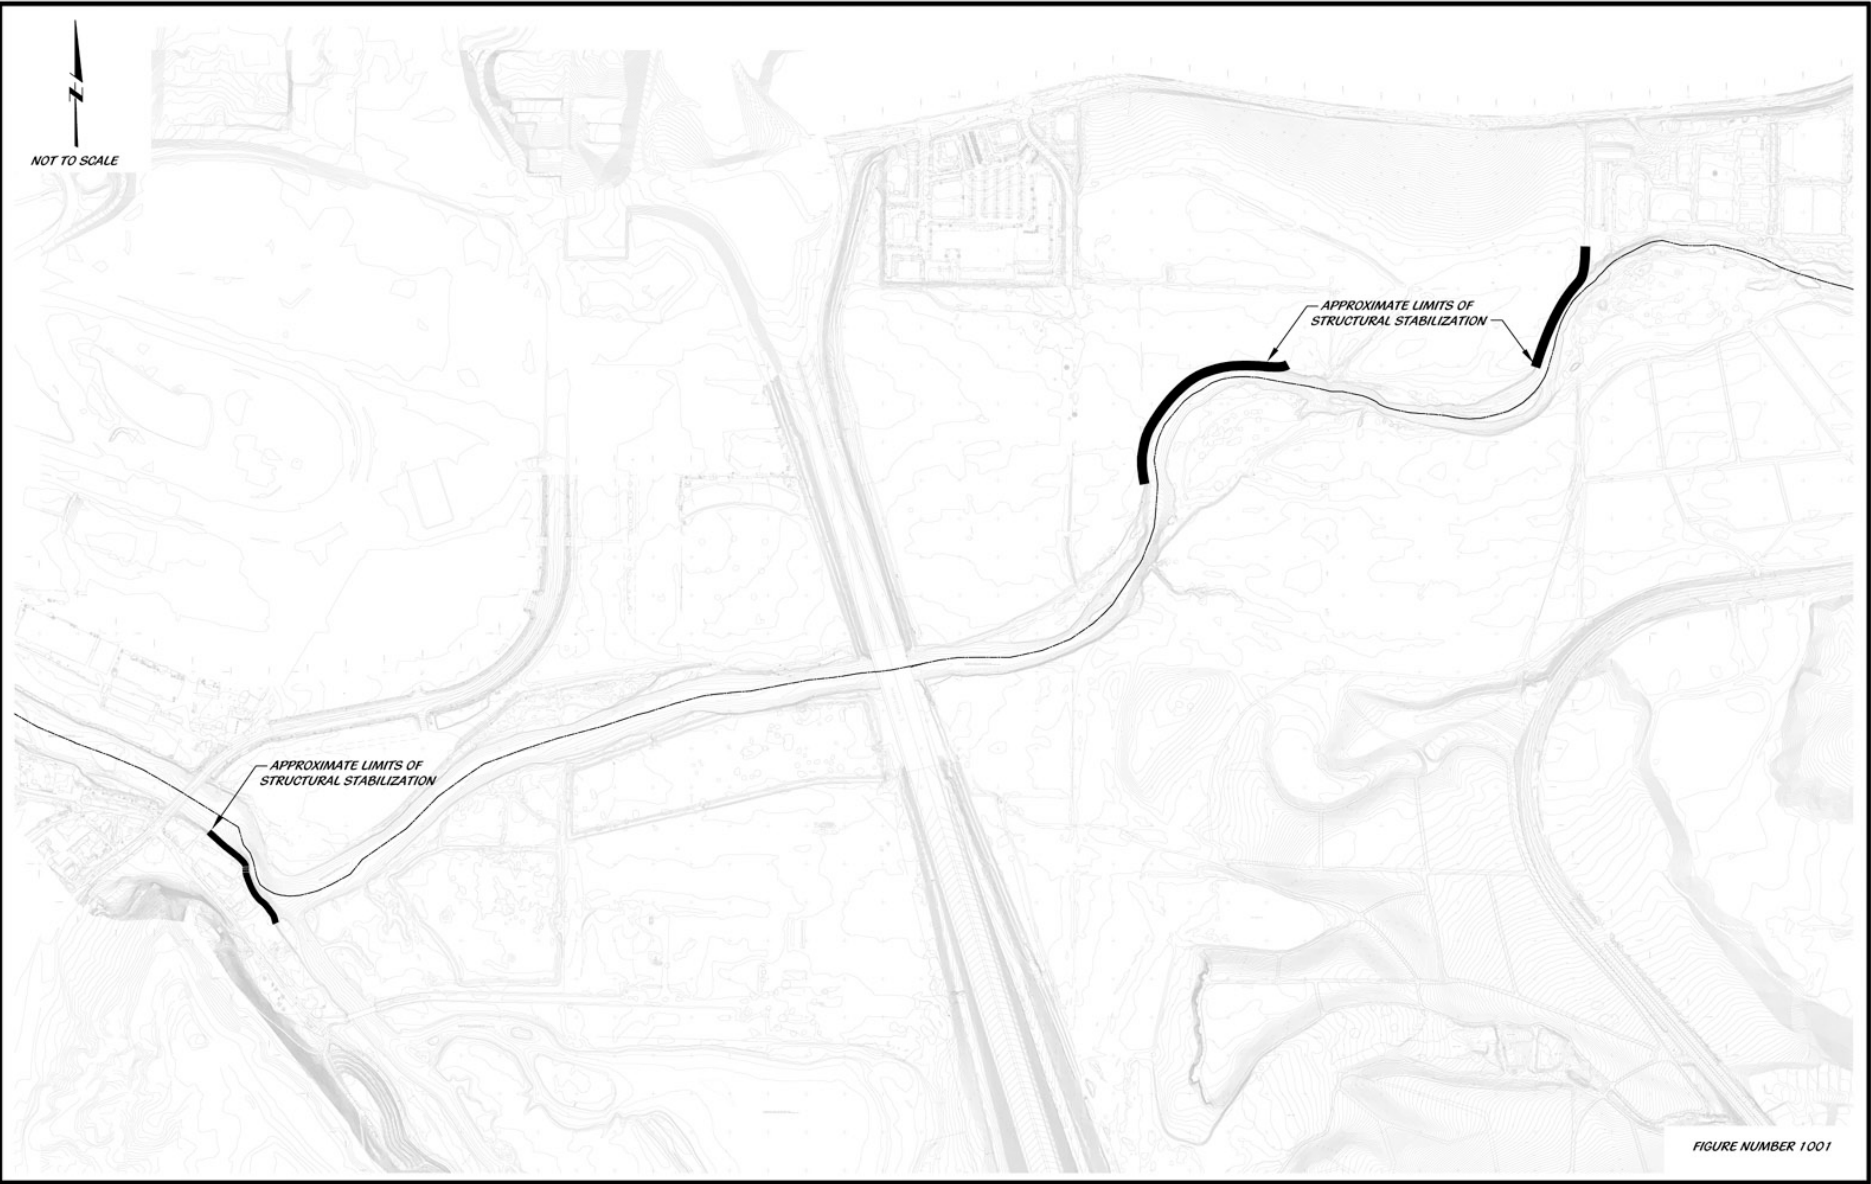 NOT TO SCALE
APPROXIMATE LIMITS OF
STRUCTURAL STABILIZATION
APPROXIMATE LIMITS OF
STRUCTURAL STABILIZATION
FIGURE NUMBER 1001